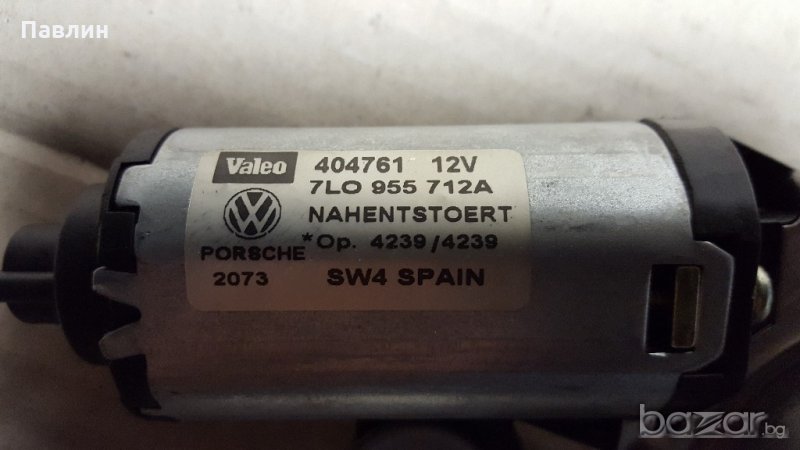 Павлин
Valeo 404761 12V
7LO 955 712A
NAHENTSTOERT
*Op. 4239/4239
PORSCHE
2073 SW4 SPAIN
bazar.bg